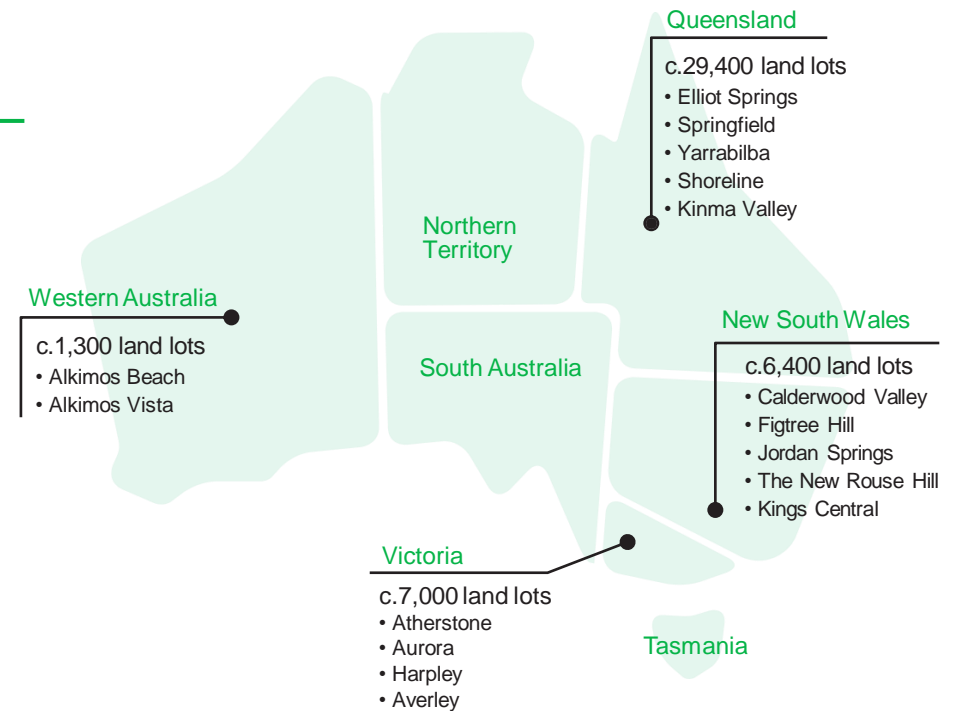 Queensland
c.29,400 land lots
• Elliot Springs
• Springfield
• Yarrabilba
• Shoreline
• Kinma Valley
Northern
Territory
Western Australia
c.1,300 land lots
• Alkimos Beach
• Alkimos Vista
South Australia
New South Wales
c.6,400 land lots
• Calderwood Valley
• Figtree Hill
• Jordan Springs
• The New Rouse Hill
• Kings Central
Victoria
c.7,000 land lots
• Atherstone
• Aurora
• Harpley
• Averley
Tasmania